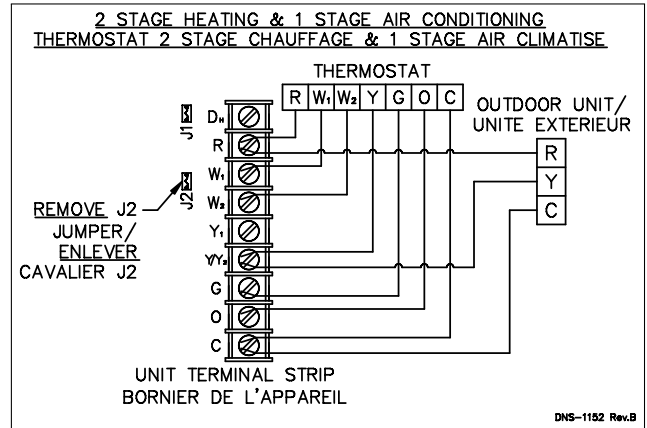 2 STAGE HEATING & 1 STAGE AIR CONDITIONING
THERMOSTAT 2 STAGE CHAUFFAGE & 1 STAGE AIR CLIMATISE
THERMOSTAT
R W1 W2 Y G O C
OUTDOOR UNIT/
UNITE EXTERIEUR
R
Y
C
J1
J2
DH
R
W1
W2
Y1
Y/Y2
G
O
C
REMOVE J2
JUMPER/
ENLEVER
CAVALIER J2
UNIT TERMINAL STRIP
BORNIER DE L'APPAREIL
DNS-1152 Rev.B